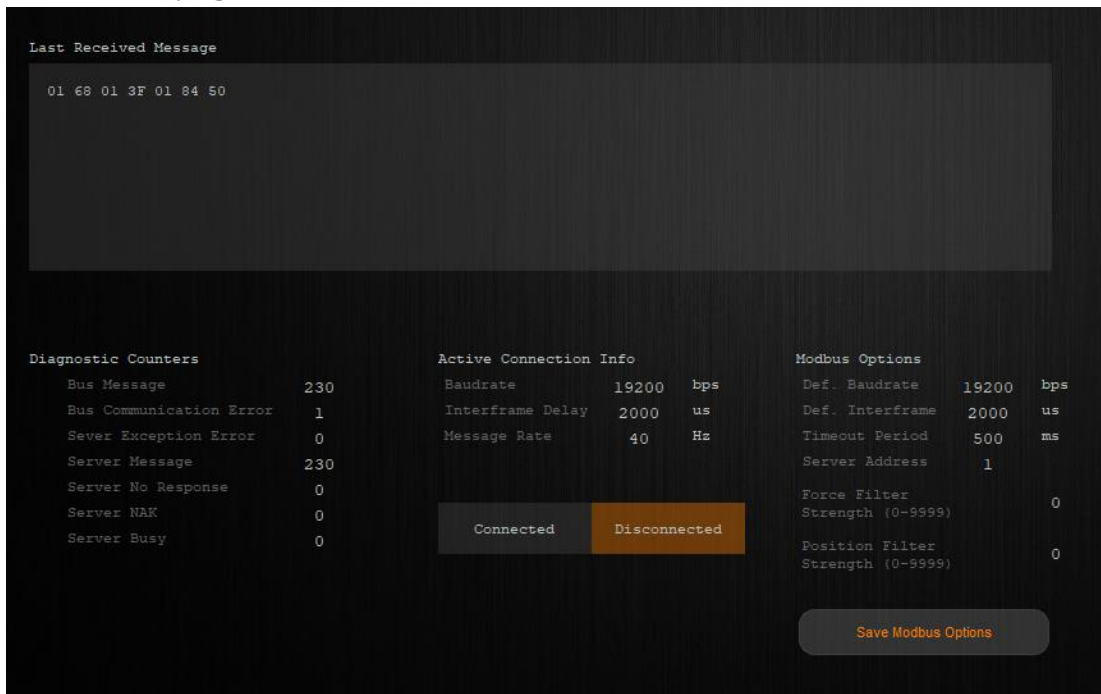 Last Received Message
01 68 01 3F 01 84 50
Diagnostic Counters
Bus Message 230
Bus Communication Error 1
Sever Exception Error 0
Server Message 230
Server No Response 0
Server NAK 0
Server Busy 0
Active Connection Info
Baudrate 19200 bps
Interframe Delay 2000 us
Message Rate 40 Hz
Connected Disconnected
Modbus Options
Def. Baudrate 19200 bps
Def. Interframe 2000 us
Timeout Period 500 ms
Server Address 1
Force Filter
Strength (0-9999) 0
Position Filter
Strength (0-9999) 0
Save Modbus Options